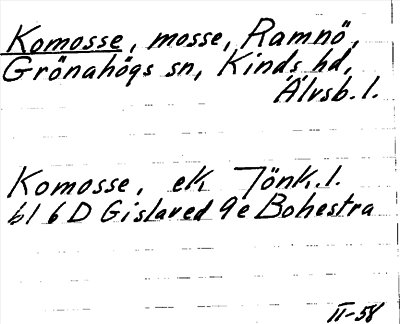 Komosse, mosse, Ramnö,
Grönahögs sn, Kinds hd,
Älvsb. l.
Komosse, ek Jönk. l.
bl 6 D Gislaved 9e Bohestra
II-58